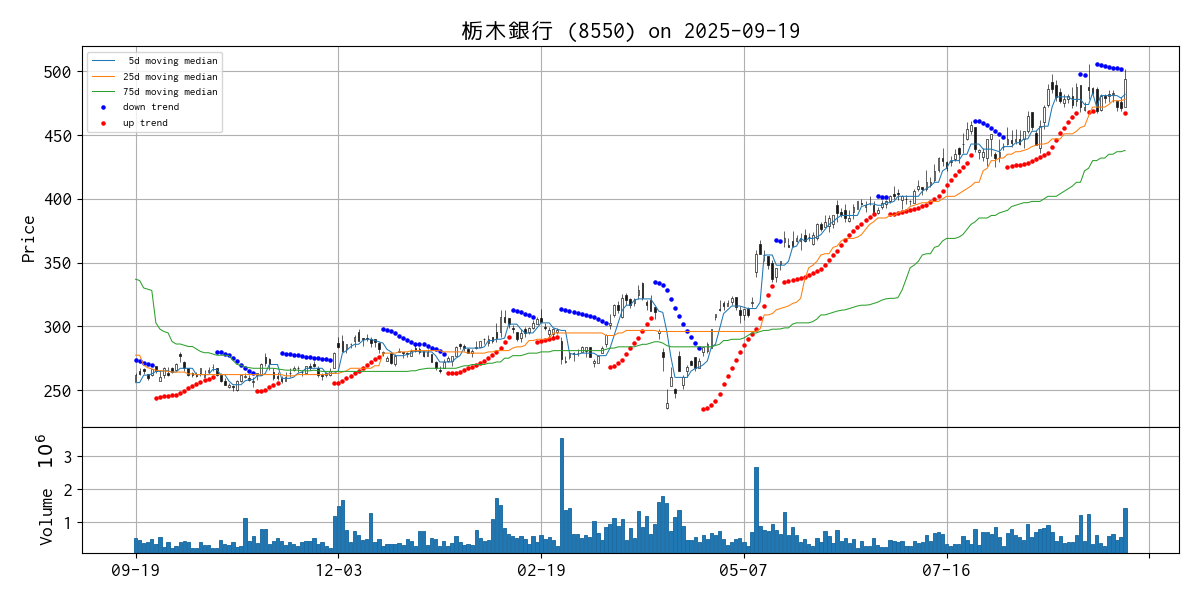 栃木銀行 (8550) on 2025-09-19
5d moving median
25d moving median
75d moving median
down trend
up trend
Price
500
450
400
350
300
250
Volume 10^6
3
2
1
09-19
12-03
02-19
05-07
07-16